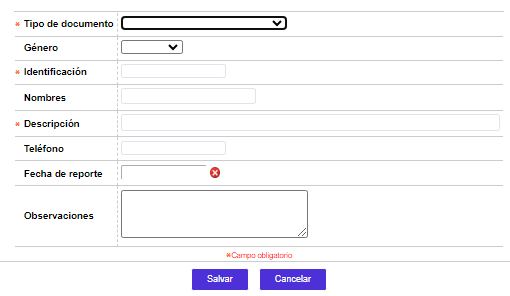 * Tipo de documento
Género
* Identificación
Nombres
* Descripción
Teléfono
Fecha de reporte
Observaciones
*Campo obligatorio
Salvar Cancelar